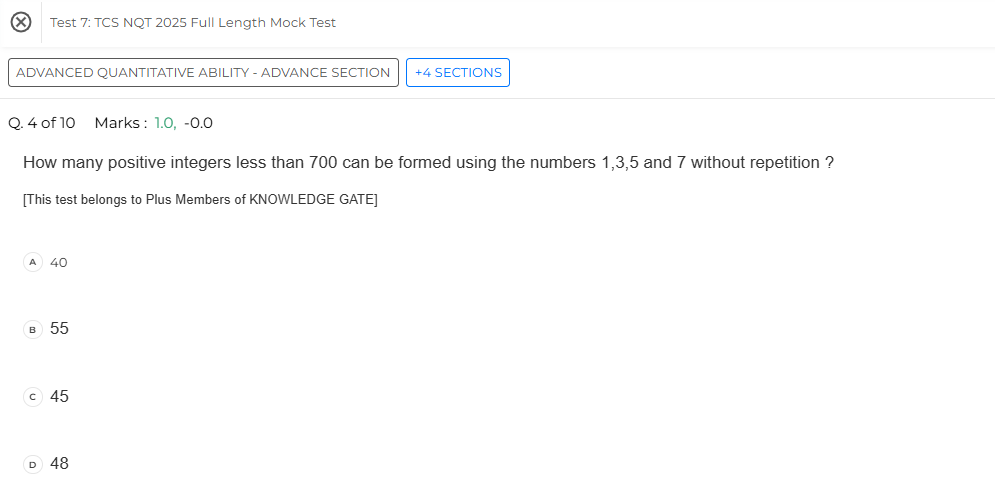 Test 7: TCS NQT 2025 Full Length Mock Test
ADVANCED QUANTITATIVE ABILITY - ADVANCE SECTION +4 SECTIONS
Q. 4 of 10 Marks : 1.0, -0.0
How many positive integers less than 700 can be formed using the numbers 1,3,5 and 7 without repetition ?
[This test belongs to Plus Members of KNOWLEDGE GATE]
A 40
B 55
C 45
D 48